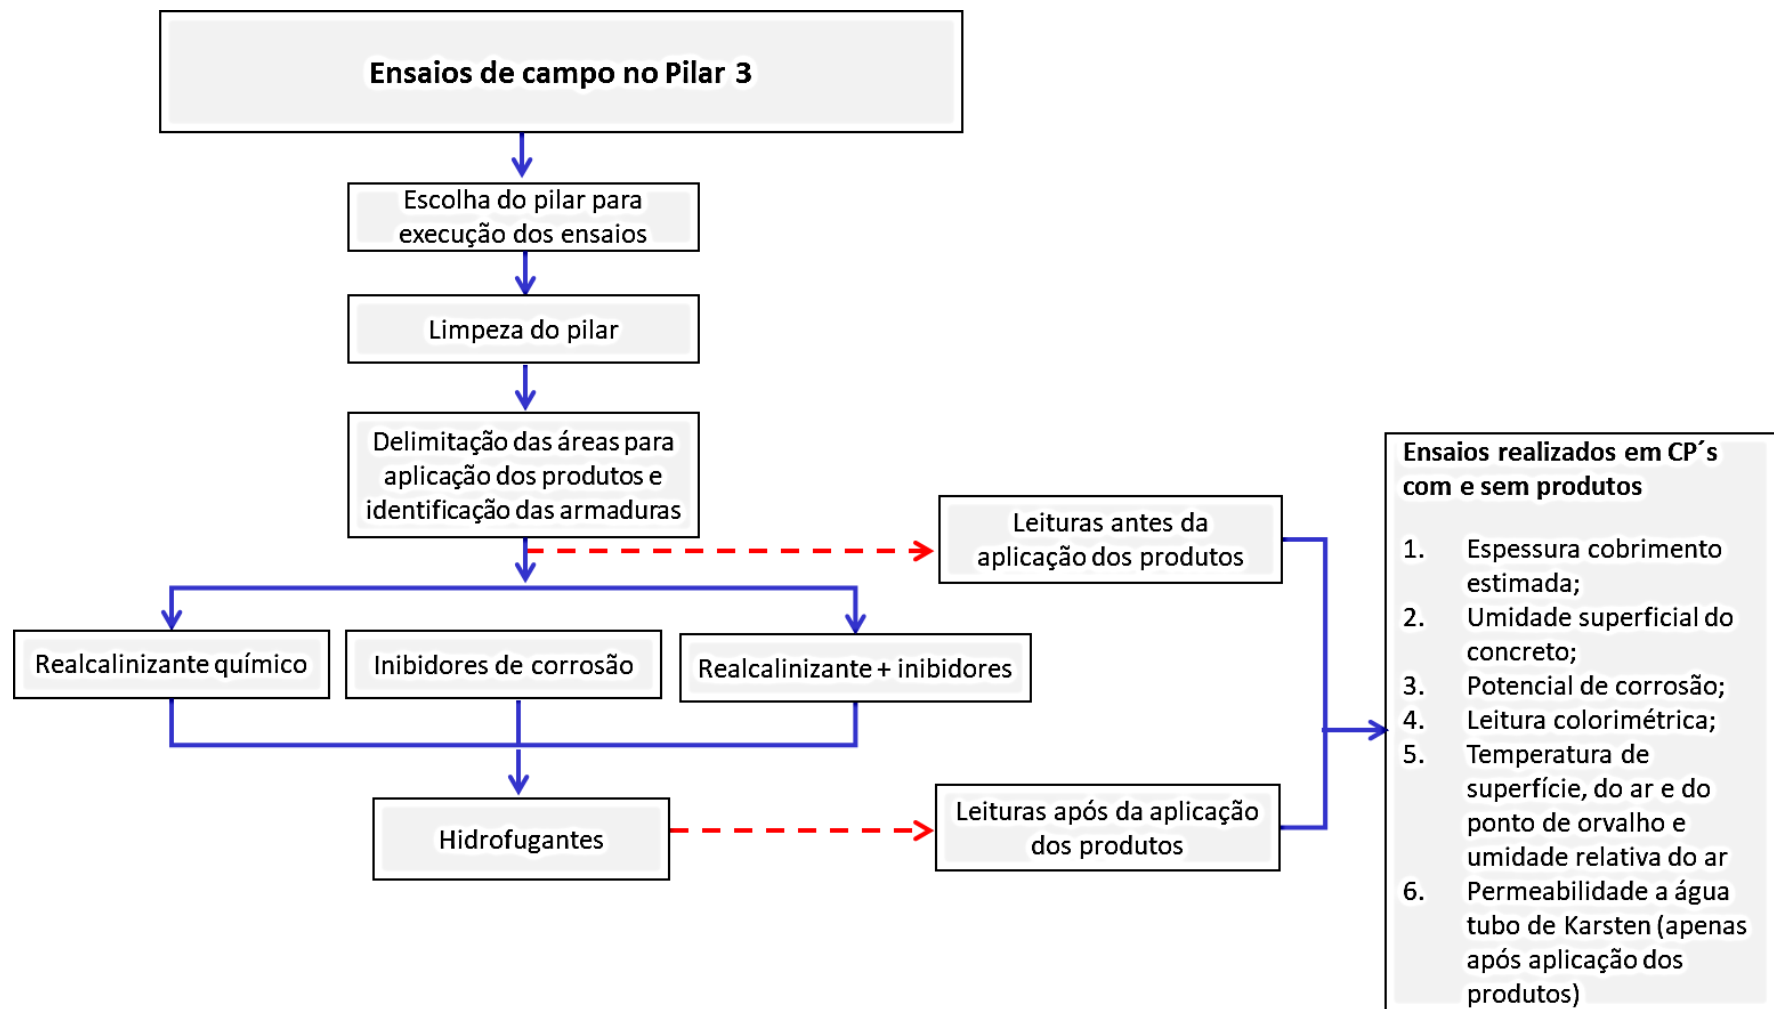 Ensaios de campo no Pilar 3
Escolha do pilar para
execução dos ensaios
Limpeza do pilar
Delimitação das áreas para
aplicação dos produtos e
identificação das armaduras
Leituras antes da
aplicação dos produtos
Realcalinizante químico
Inibidores de corrosão
Realcalinizante + inibidores
Hidrofugantes
Leituras após da aplicação
dos produtos
Ensaios realizados em CP´s
com e sem produtos
1. Espessura cobrimento
estimada;
2. Umidade superficial do
concreto;
3. Potencial de corrosão;
4. Leitura colorimétrica;
5. Temperatura de
superfície, do ar e do
ponto de orvalho e
umidade relativa do ar
6. Permeabilidade a água
tubo de Karsten (apenas
após aplicação dos
produtos)